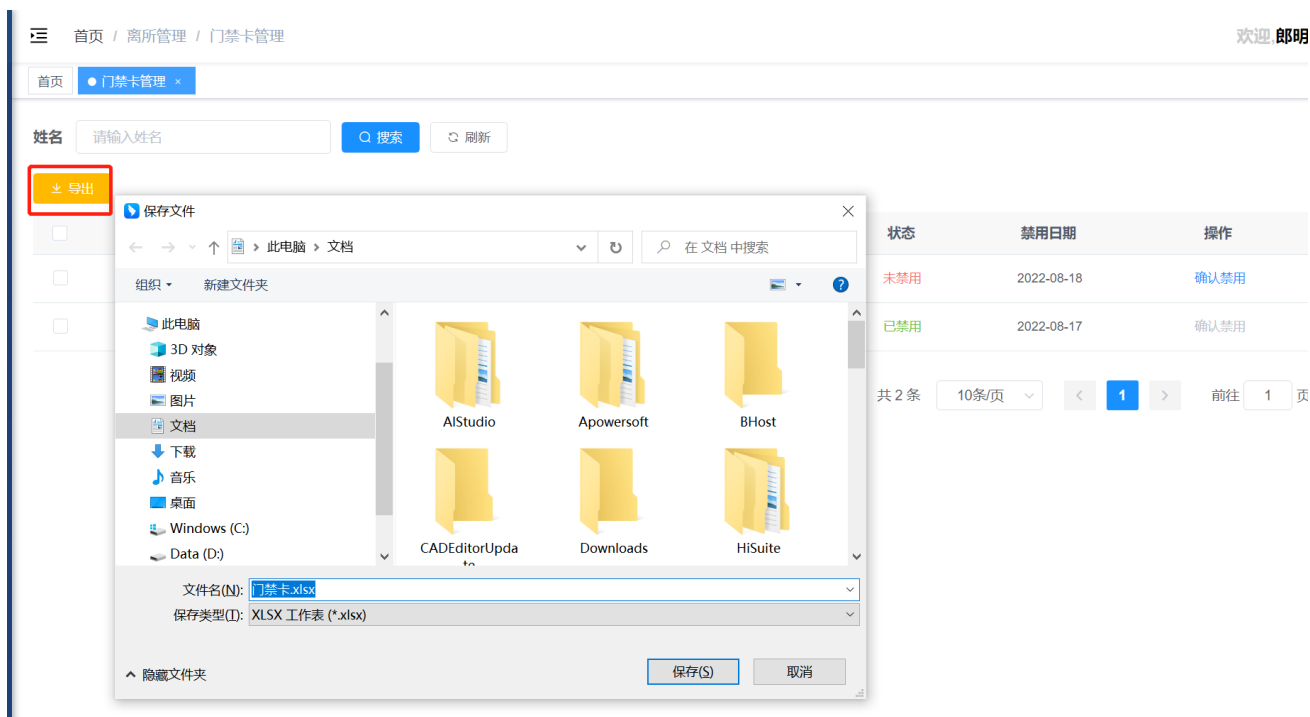 首页 / 离所管理 / 门禁卡管理
欢迎,郎明
首页
门禁卡管理 ×
姓名 请输入姓名 搜索 刷新
导出
保存文件
此电脑 > 文档
在 文档 中搜索
组织 新建文件夹
此电脑
3D 对象
视频
图片
文档
下载
音乐
桌面
Windows (C:)
Data (D:)
AIStudio Apowersoft BHost
CADEditorUpda Downloads HiSuite
te
文件名(N): 门禁卡.xlsx
保存类型(T): XLSX 工作表 (*.xlsx)
隐藏文件夹
保存(S) 取消
状态 禁用日期 操作
未禁用 2022-08-18 确认禁用
已禁用 2022-08-17 确认禁用
共 2 条 10条/页 < 1 > 前往 1 页